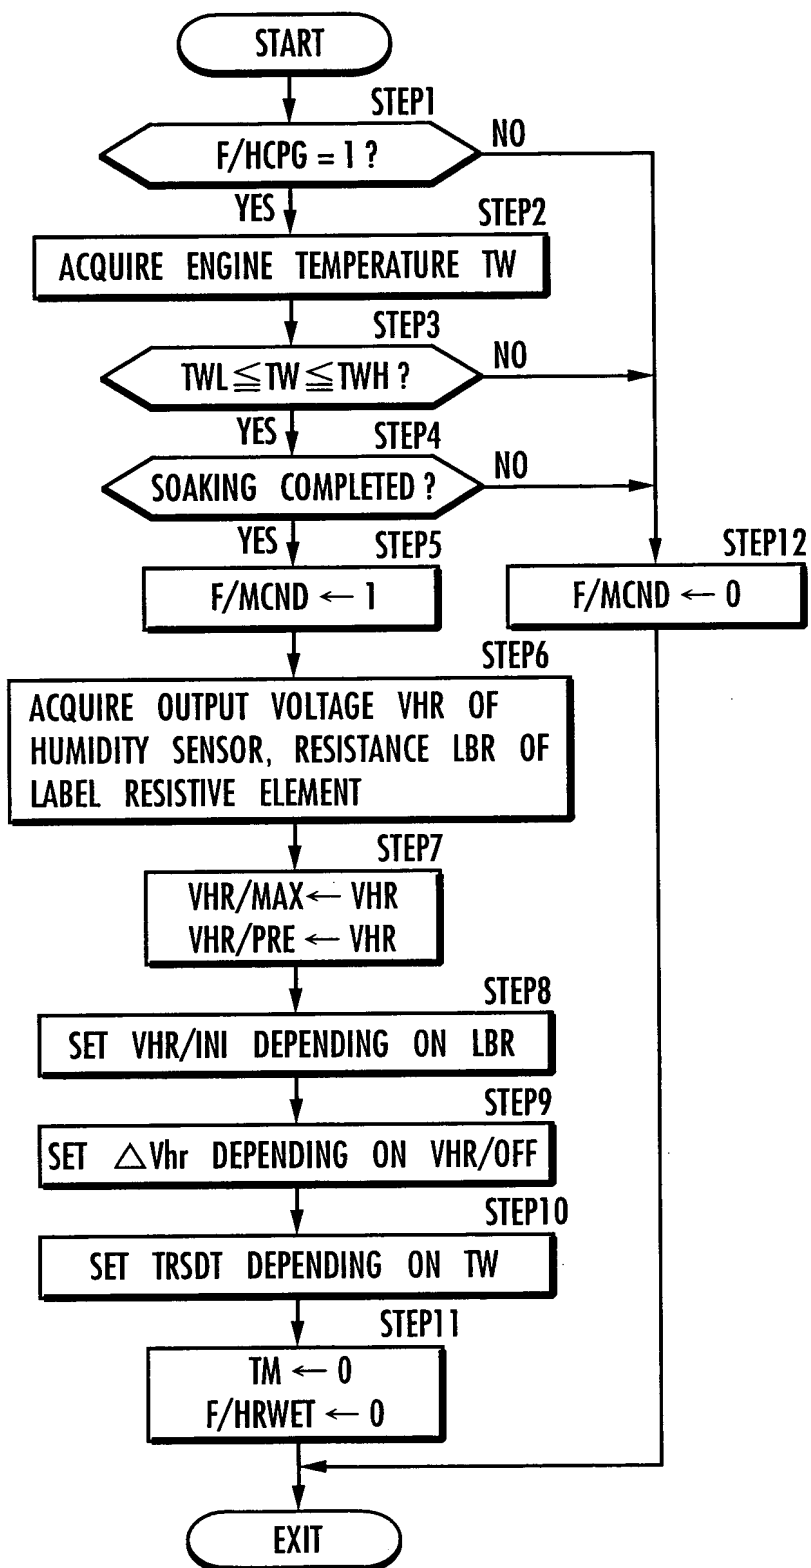 START
STEP1
F/HCPG = 1 ?
NO
YES
STEP2
ACQUIRE ENGINE TEMPERATURE TW
STEP3
TWL ≦ TW ≦ TWH ?
NO
YES
STEP4
SOAKING COMPLETED ?
NO
YES
STEP5
F/MCND ← 1
STEP12
F/MCND ← 0
STEP6
ACQUIRE OUTPUT VOLTAGE VHR OF
HUMIDITY SENSOR, RESISTANCE LBR OF
LABEL RESISTIVE ELEMENT
STEP7
VHR/MAX ← VHR
VHR/PRE ← VHR
STEP8
SET VHR/INI DEPENDING ON LBR
STEP9
SET △Vhr DEPENDING ON VHR/OFF
STEP10
SET TRSDT DEPENDING ON TW
STEP11
TM ← 0
F/HRWET ← 0
EXIT